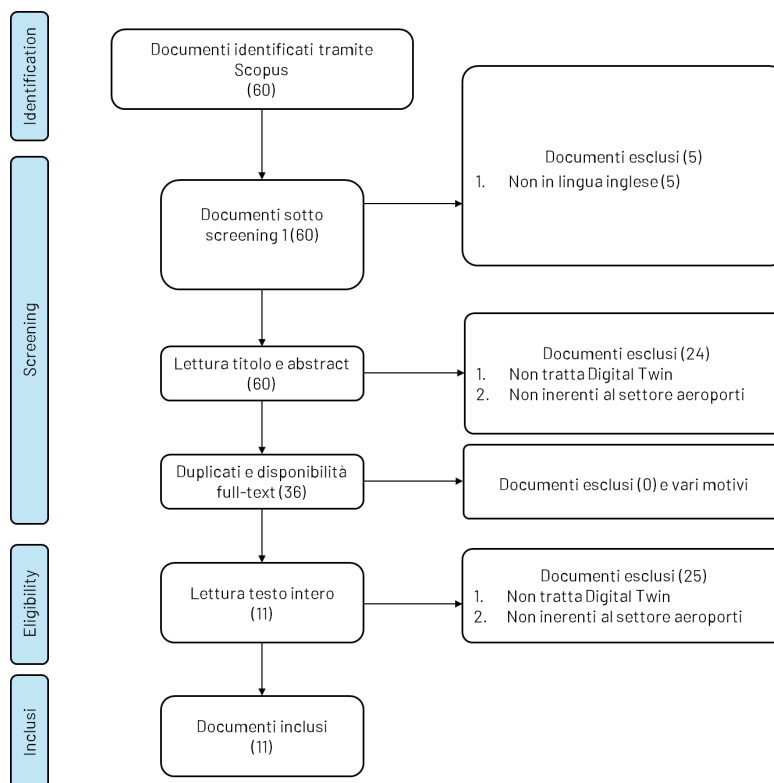 Identification
Documenti identificati tramite
Scopus
(60)
Screening
Documenti sotto
screening 1 (60)
Documenti esclusi (5)
1. Non in lingua inglese (5)
Lettura titolo e abstract
(60)
Documenti esclusi (24)
1. Non tratta Digital Twin
2. Non inerenti al settore aeroporti
Duplicati e disponibilità
full-text (36)
Documenti esclusi (0) e vari motivi
Eligibility
Lettura testo intero
(11)
Documenti esclusi (25)
1. Non tratta Digital Twin
2. Non inerenti al settore aeroporti
Inclusi
Documenti inclusi
(11)